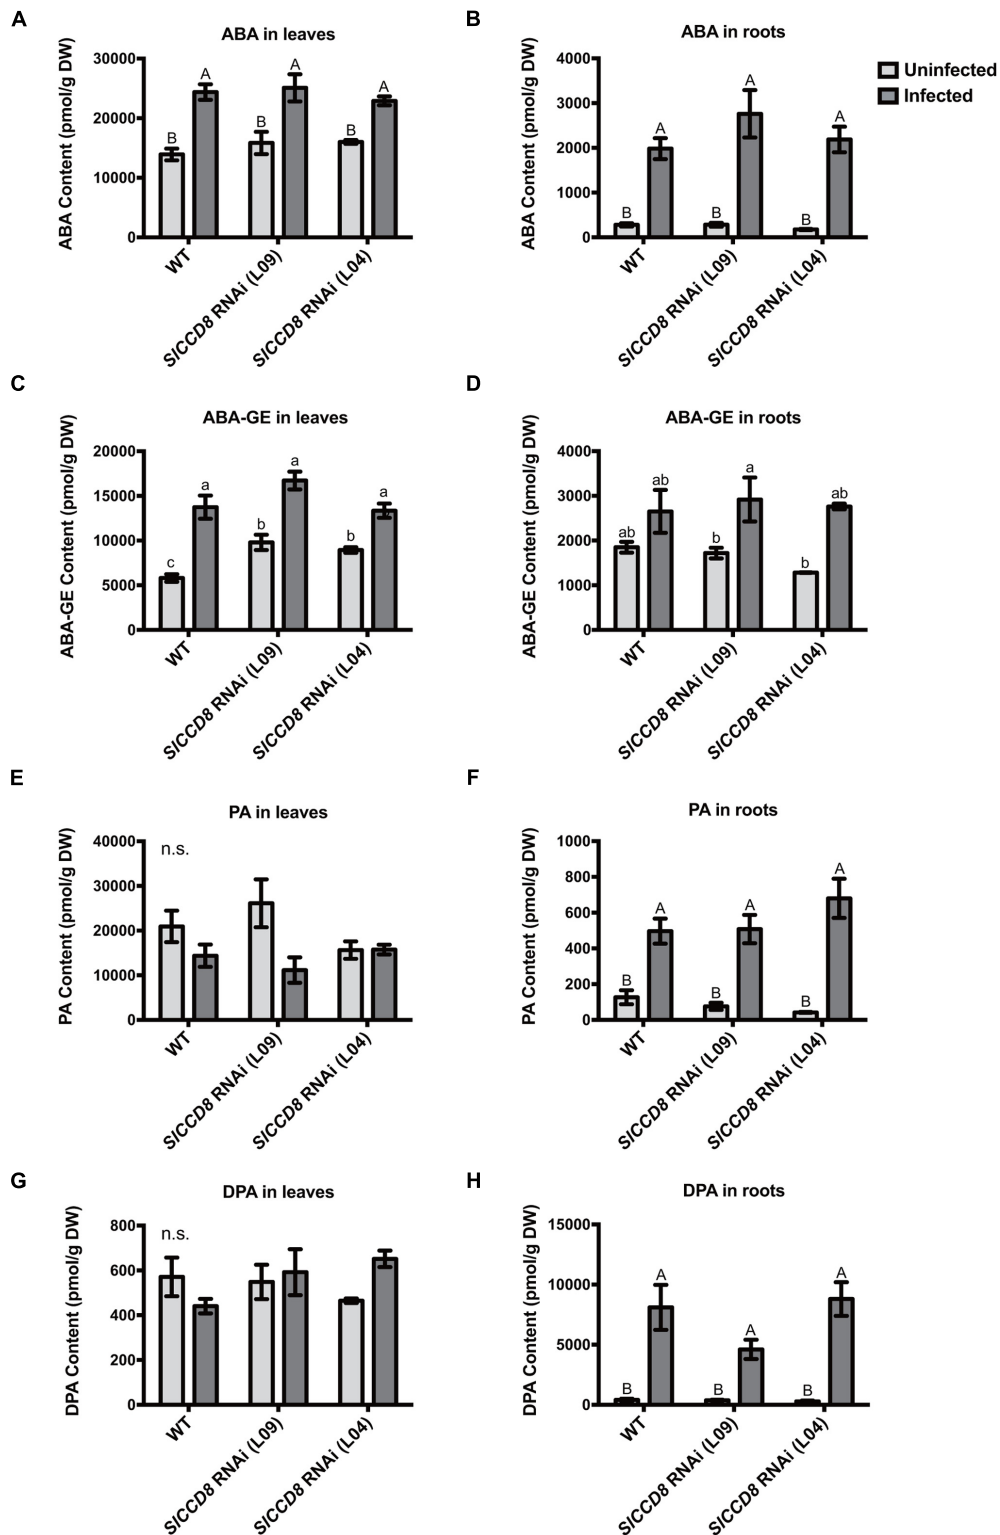 A
ABA in leaves
ABA Content (pmol/g DW)
30000
20000
10000
0
B A B A B A
WT
SlCCD8 RNAi (L09)
SlCCD8 RNAi (L04)
B
ABA in roots
ABA Content (pmol/g DW)
4000
3000
2000
1000
0
B A B A B A
WT
SlCCD8 RNAi (L09)
SlCCD8 RNAi (L04)
Uninfected
Infected
C
ABA-GE in leaves
ABA-GE Content (pmol/g DW)
20000
15000
10000
5000
0
c a b a b a
WT
SlCCD8 RNAi (L09)
SlCCD8 RNAi (L04)
D
ABA-GE in roots
ABA-GE Content (pmol/g DW)
4000
3000
2000
1000
0
ab ab b a b ab
WT
SlCCD8 RNAi (L09)
SlCCD8 RNAi (L04)
E
PA in leaves
PA Content (pmol/g DW)
40000
30000
20000
10000
0
n.s.
WT
SlCCD8 RNAi (L09)
SlCCD8 RNAi (L04)
F
PA in roots
PA Content (pmol/g DW)
1000
800
600
400
200
0
B A B A B A
WT
SlCCD8 RNAi (L09)
SlCCD8 RNAi (L04)
G
DPA in leaves
DPA Content (pmol/g DW)
800
600
400
200
0
n.s.
WT
SlCCD8 RNAi (L09)
SlCCD8 RNAi (L04)
H
DPA in roots
DPA Content (pmol/g DW)
15000
10000
5000
0
B A B A B A
WT
SlCCD8 RNAi (L09)
SlCCD8 RNAi (L04)